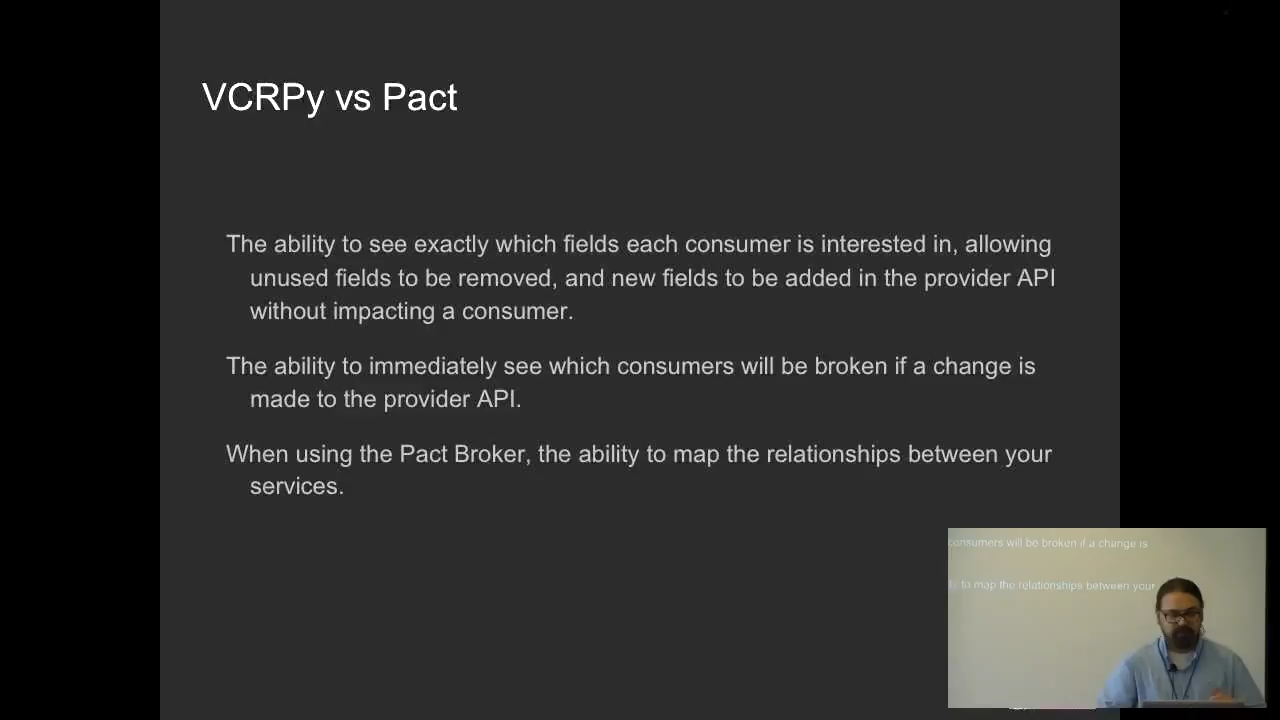 VCRPy vs Pact
The ability to see exactly which fields each consumer is interested in, allowing
unused fields to be removed, and new fields to be added in the provider API
without impacting a consumer.
The ability to immediately see which consumers will be broken if a change is
made to the provider API.
When using the Pact Broker, the ability to map the relationships between your
services.
consumers will be broken if a change is
to map the relationships between your